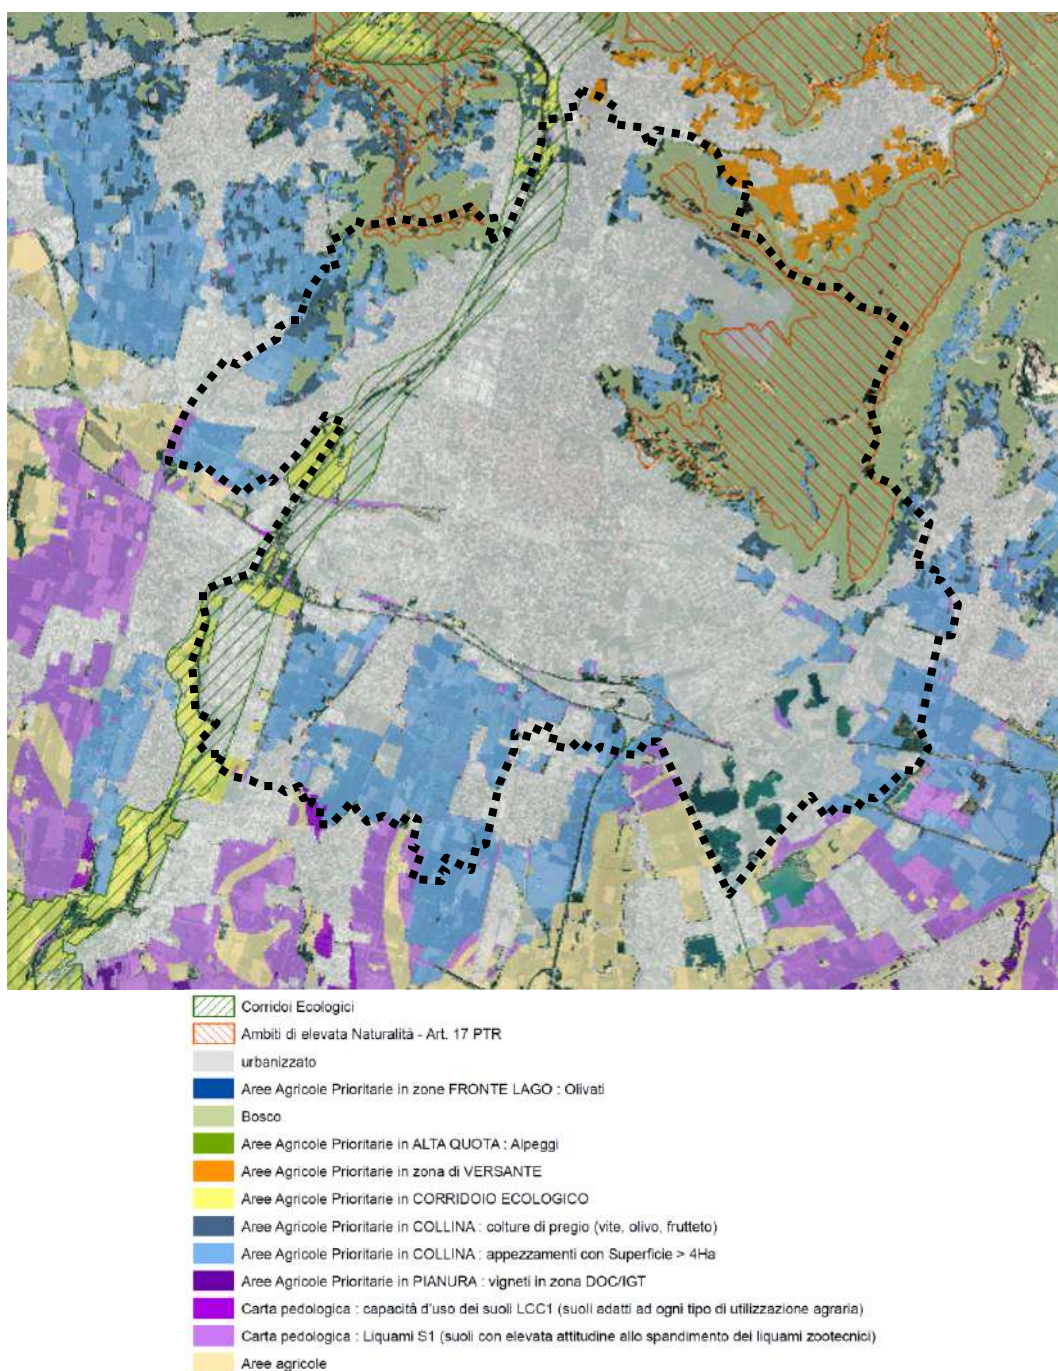 Corridoi Ecologici
Ambiti di elevata Naturalità - Art. 17 PTR
urbanizzato
Aree Agricole Prioritarie in zone FRONTE LAGO : Olivati
Bosco
Aree Agricole Prioritarie in ALTA QUOTA : Alpeggi
Aree Agricole Prioritarie in zona di VERSANTE
Aree Agricole Prioritarie in CORRIDOIO ECOLOGICO
Aree Agricole Prioritarie in COLLINA : colture di pregio (vite, olivo, frutteto)
Aree Agricole Prioritarie in COLLINA : appezzamenti con Superficie > 4Ha
Aree Agricole Prioritarie in PIANURA : vigneti in zona DOC/IGT
Carta pedologica : capacità d'uso dei suoli LCC1 (suoli adatti ad ogni tipo di utilizzazione agraria)
Carta pedologica : Liquami S1 (suoli con elevata attitudine allo spandimento dei liquami zootecnici)
Aree agricole